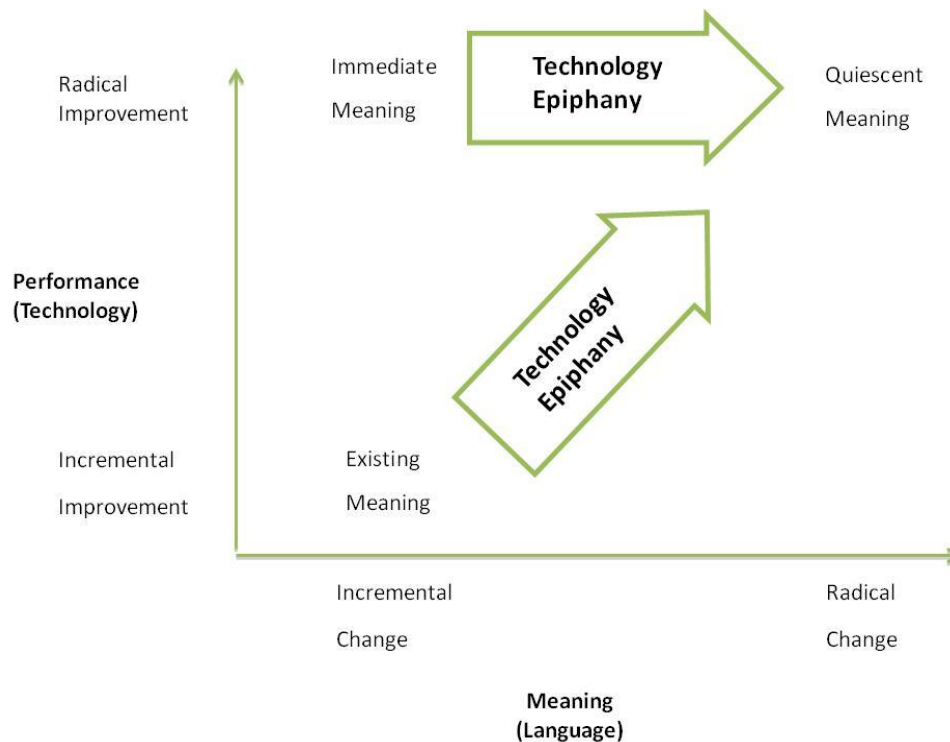 Radical
Improvement
Immediate
Meaning
Technology
Epiphany
Quiescent
Meaning
Performance
(Technology)
Technology
Epiphany
Incremental
Improvement
Existing
Meaning
Incremental
Change
Radical
Change
Meaning
(Language)